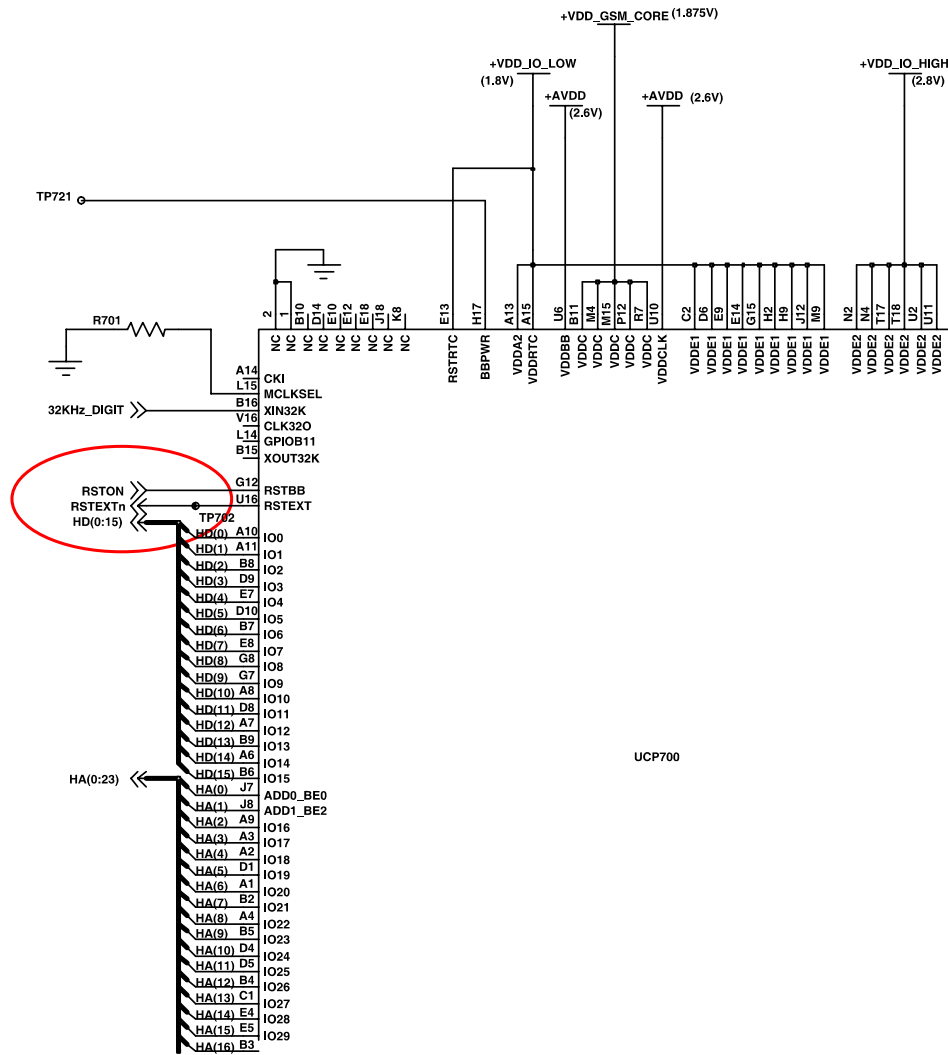 +VDD_GSM_CORE (1.875V)
+VDD_IO_LOW
(1.8V)
+VDD_IO_HIGH
(2.8V)
+AVDD
(2.6V)
+AVDD (2.6V)
TP721
2 1 B10 D14 E10 E12 E18 J18 K8 E13 H17 A13 A15 U6 B11 M4 M15 P12 R7 U10 C2 D6 E9 E14 G15 H2 H9 J12 M9 N2 N4 T17 T18 U2 U11
NC NC NC NC NC NC NC NC NC RSTRTC BBPWR VDDA2 VDDRTC VDDBB VDDC VDDC VDDC VDDC VDDC VDDCLK VDDE1 VDDE1 VDDE1 VDDE1 VDDE1 VDDE1 VDDE1 VDDE1 VDDE1 VDDE2 VDDE2 VDDE2 VDDE2 VDDE2 VDDE2
R701
A14 CKI
L15 MCLKSEL
32KHz_DIGIT B16 XIN32K
V16 CLK32O
L14 GPIOB11
B15 XOUT32K
RSTON G12 RSTBB
RSTEXTn U16 RSTEXT
HD(0:15) TP702
HD(0) A10 IO0
HD(1) A11 IO1
HD(2) B8 IO2
HD(3) D9 IO3
HD(4) E7 IO4
HD(5) D10 IO5
HD(6) B7 IO6
HD(7) E8 IO7
HD(8) G8 IO8
HD(9) G7 IO9
HD(10) A8 IO10
HD(11) D8 IO11
HD(12) A7 IO12
HD(13) B9 IO13
HD(14) A6 IO14
HD(15) B6 IO15
UCP700
HA(0:23)
HA(0) J7 ADD0_BE0
HA(1) J8 ADD1_BE2
HA(2) A9 IO16
HA(3) A3 IO17
HA(4) A2 IO18
HA(5) D1 IO19
HA(6) A1 IO20
HA(7) B2 IO21
HA(8) A4 IO22
HA(9) B5 IO23
HA(10) D4 IO24
HA(11) D5 IO25
HA(12) B4 IO26
HA(13) C1 IO27
HA(14) E4 IO28
HA(15) E5 IO29
HA(16) B3